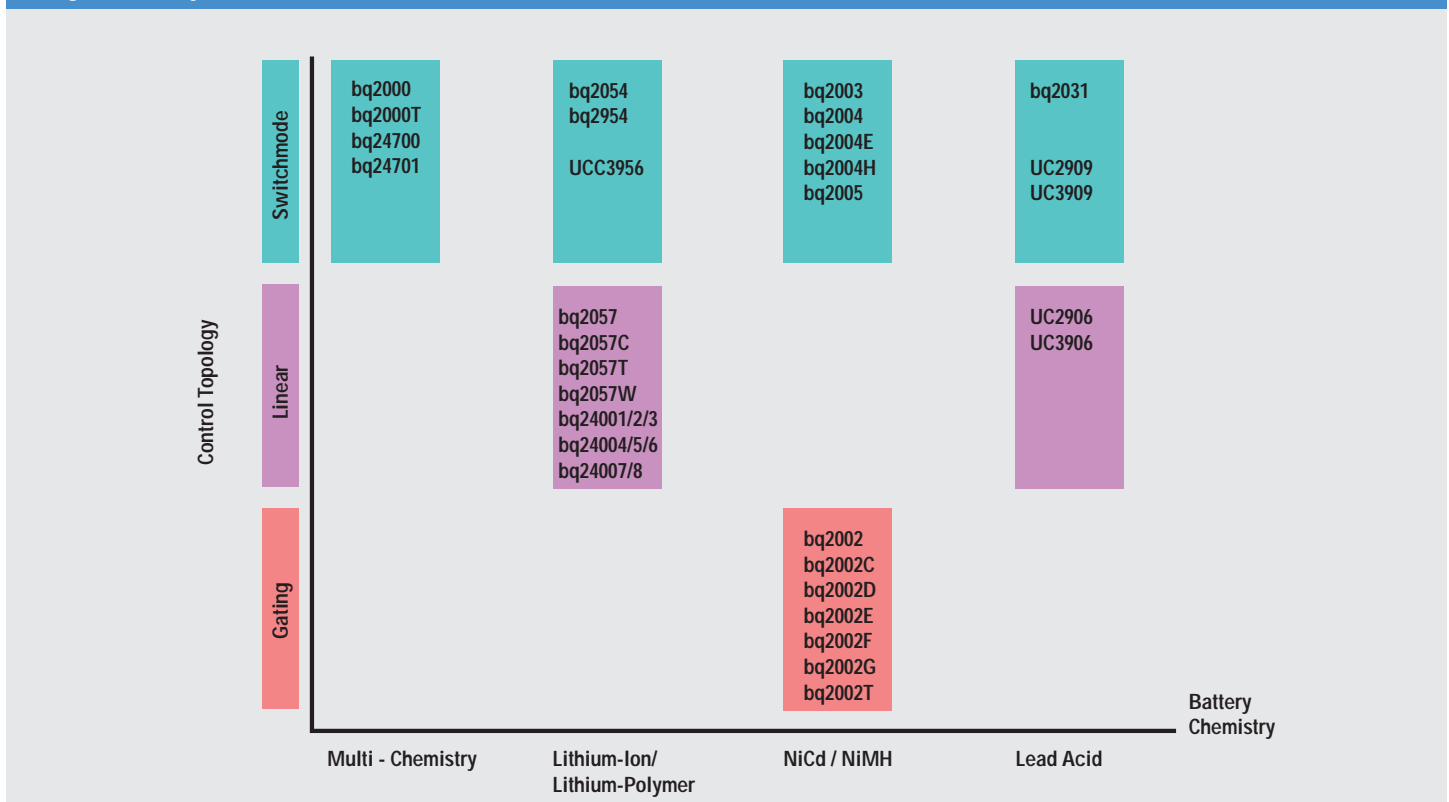 Control Topology
Switchmode
bq2000
bq2000T
bq24700
bq24701
bq2054
bq2954
UCC3956
bq2003
bq2004
bq2004E
bq2004H
bq2005
bq2031
UC2909
UC3909
Linear
bq2057
bq2057C
bq2057T
bq2057W
bq24001/2/3
bq24004/5/6
bq24007/8
UC2906
UC3906
Gating
bq2002
bq2002C
bq2002D
bq2002E
bq2002F
bq2002G
bq2002T
Battery
Chemistry
Multi - Chemistry
Lithium-Ion/
Lithium-Polymer
NiCd / NiMH
Lead Acid